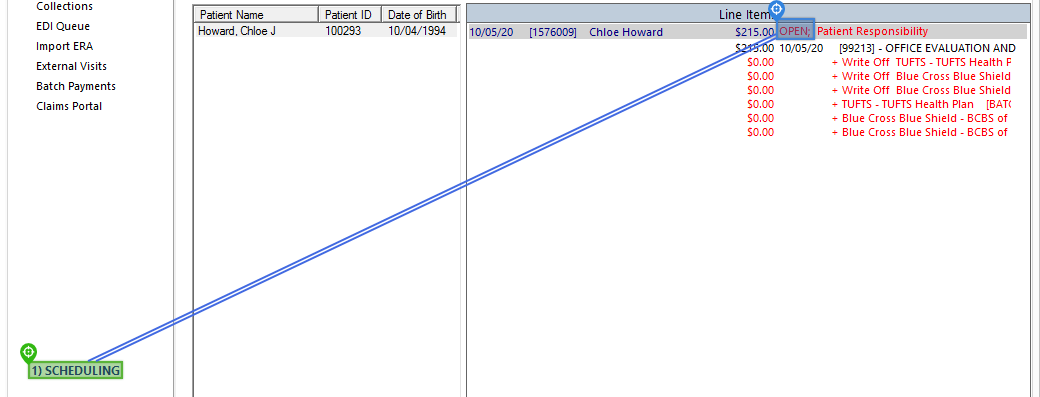 Collections
EDI Queue
Import ERA
External Visits
Batch Payments
Claims Portal
1) SCHEDULING
Patient Name Patient ID Date of Birth
Howard, Chloe J 100293 10/04/1994
Line Item
10/05/20 [1576009] Chloe Howard $215.00 OPEN; Patient Responsibility
$215.00 10/05/20 [99213] - OFFICE EVALUATION AND
$0.00 + Write Off TUFTS - TUFTS Health P
$0.00 + Write Off Blue Cross Blue Shield
$0.00 + Write Off Blue Cross Blue Shield
$0.00 + TUFTS - TUFTS Health Plan [BATC
$0.00 + Blue Cross Blue Shield - BCBS of
$0.00 + Blue Cross Blue Shield - BCBS of